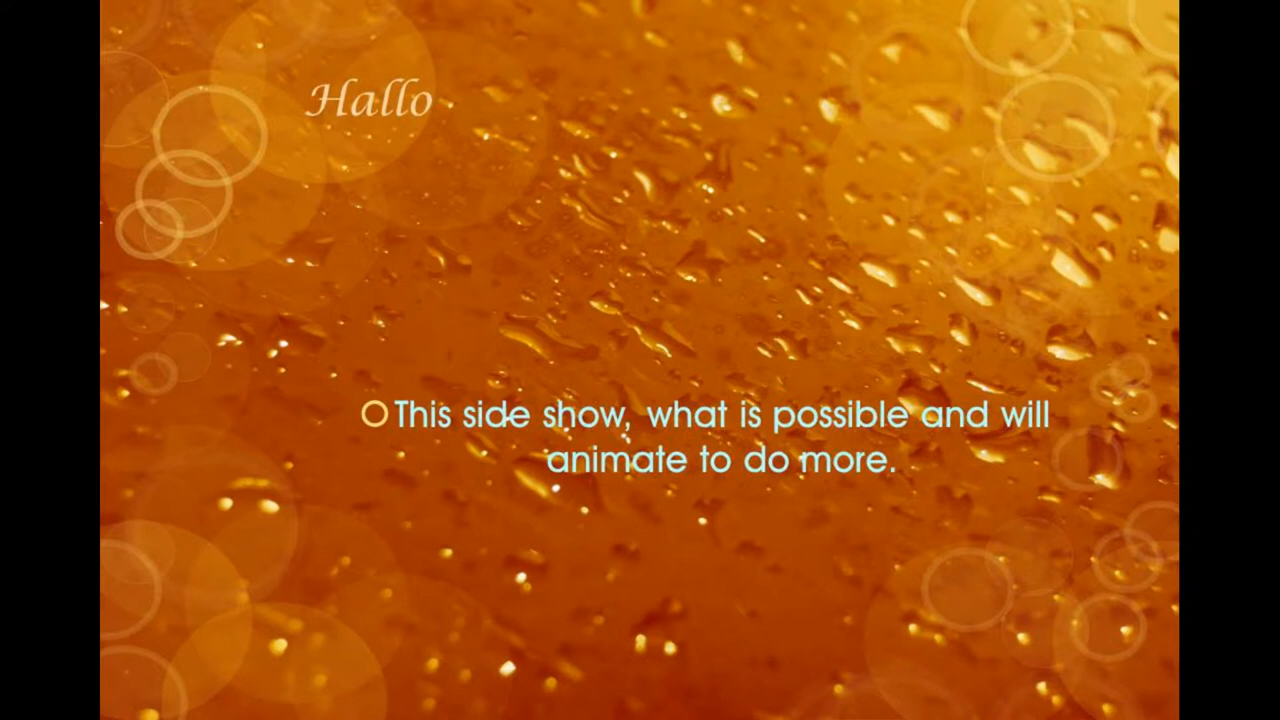 Hallo
This side show, what is possible and will
animate to do more.